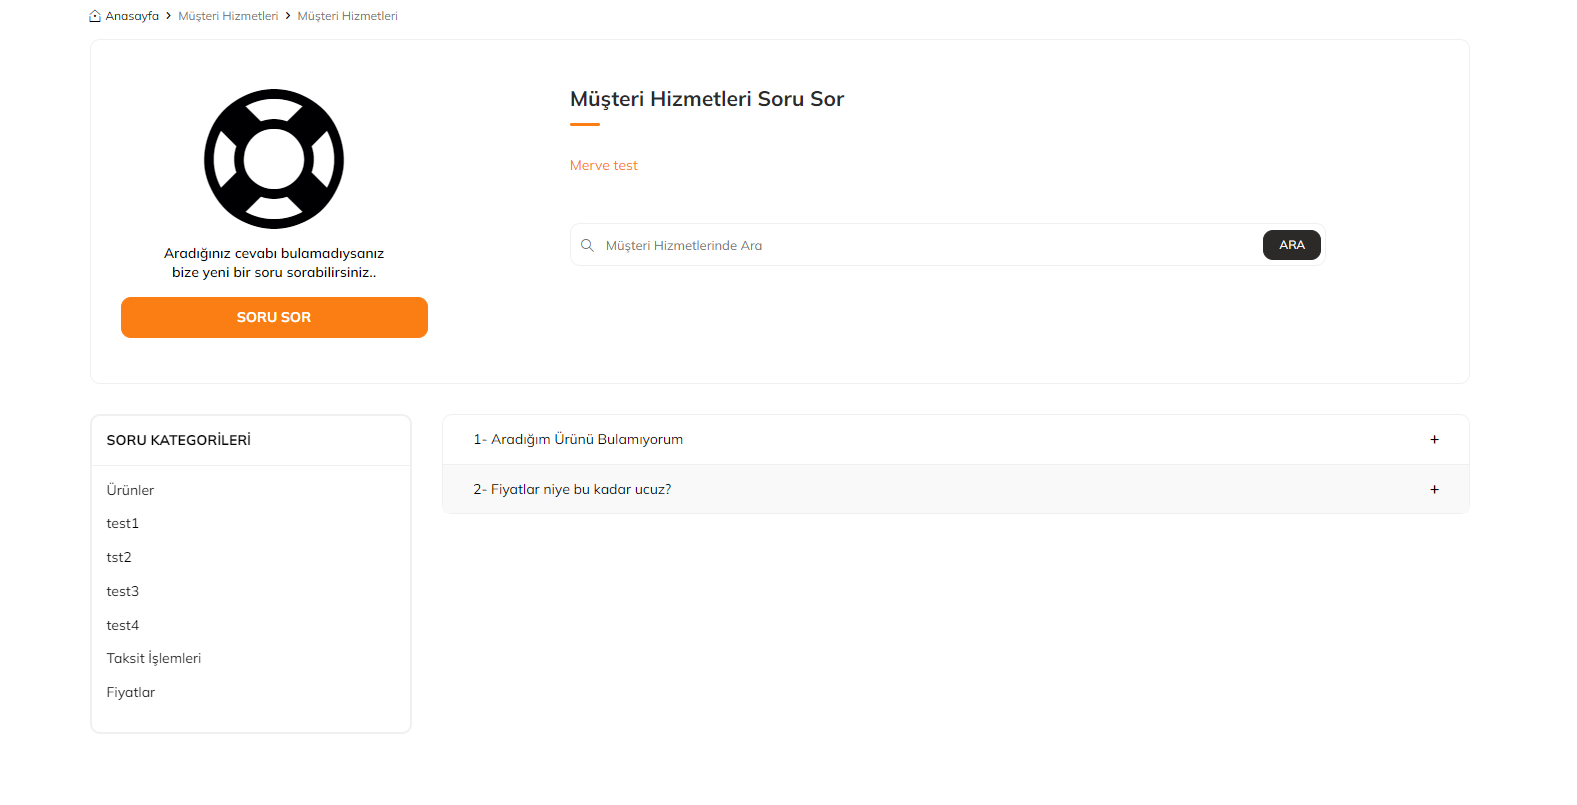 Anasayfa > Müşteri Hizmetleri > Müşteri Hizmetleri
Müşteri Hizmetleri Soru Sor
Merve test
Müşteri Hizmetlerinde Ara
ARA
Aradığınız cevabı bulamadıysanız
bize yeni bir soru sorabilirsiniz..
SORU SOR
SORU KATEGORİLERİ
Ürünler
test1
tst2
test3
test4
Taksit İşlemleri
Fiyatlar
1- Aradığım Ürünü Bulamıyorum +
2- Fiyatlar niye bu kadar ucuz? +